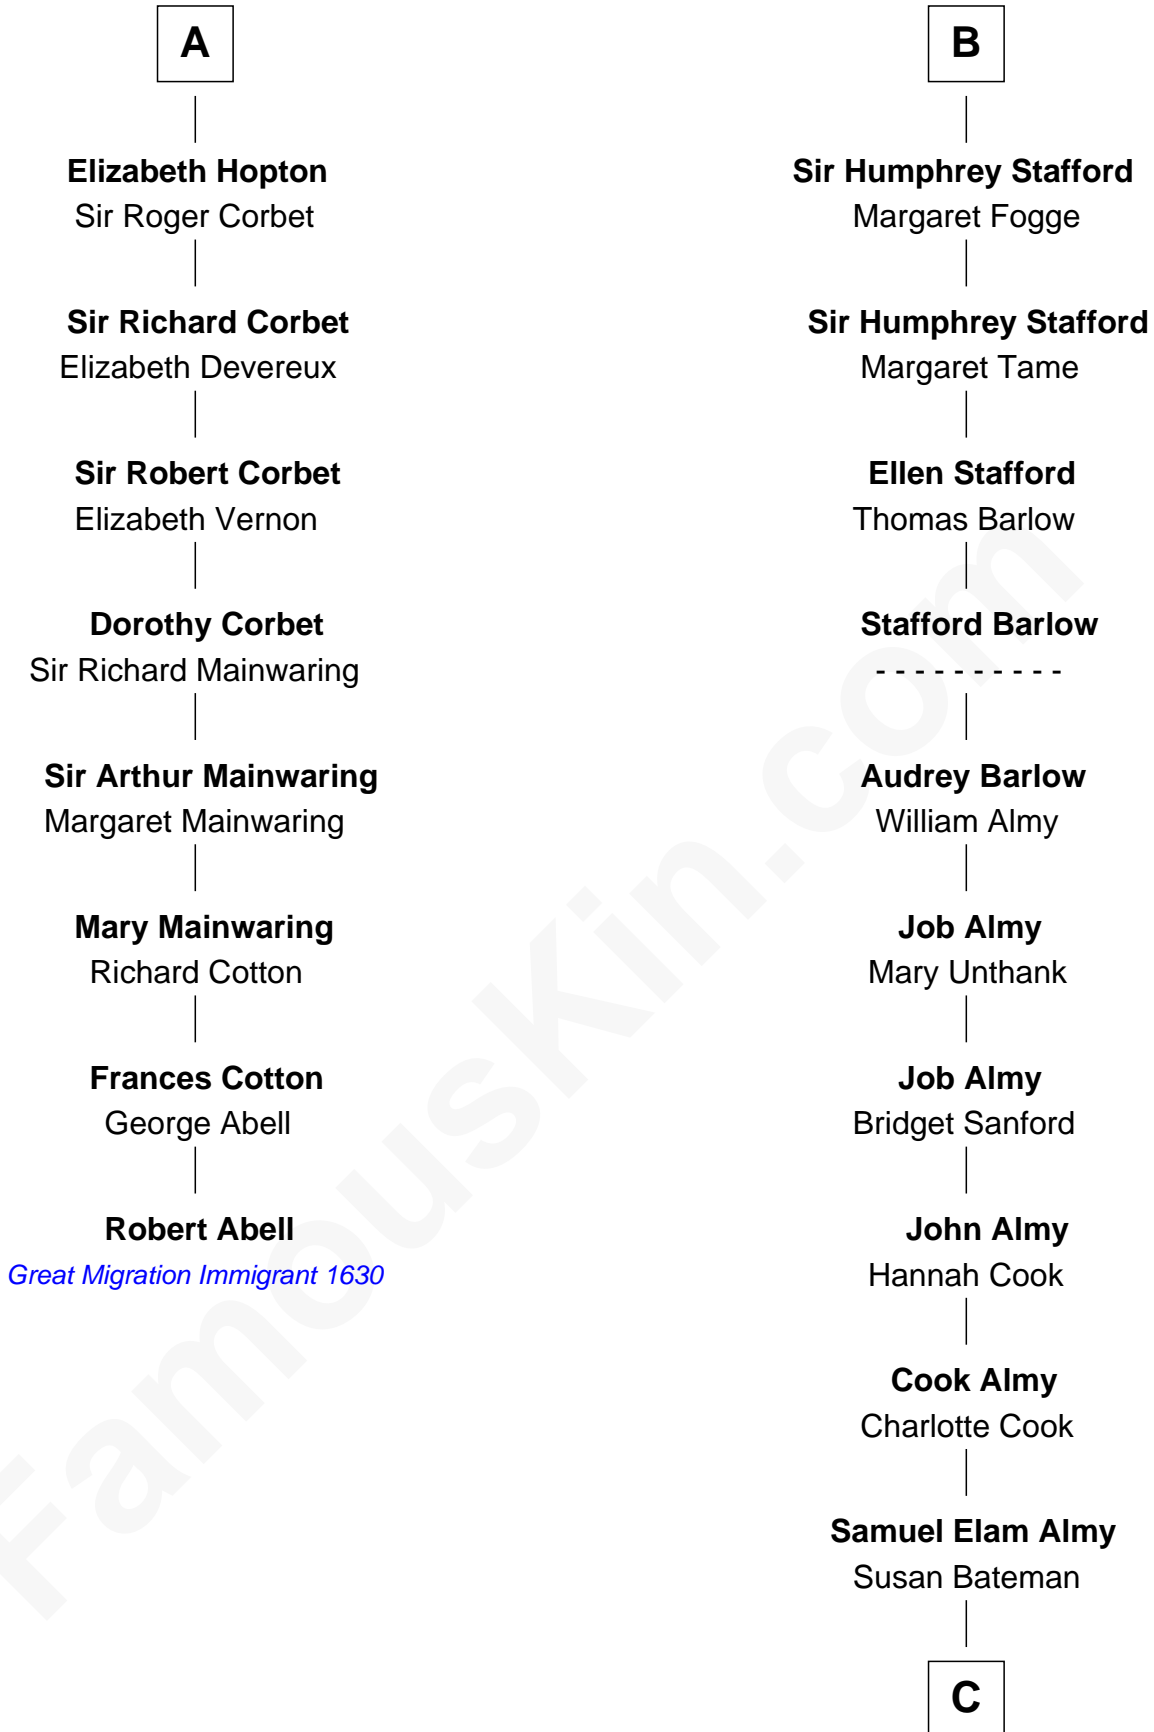 A
Elizabeth Hopton
Sir Roger Corbet
Sir Richard Corbet
Elizabeth Devereux
Sir Robert Corbet
Elizabeth Vernon
Dorothy Corbet
Sir Richard Mainwaring
Sir Arthur Mainwaring
Margaret Mainwaring
Mary Mainwaring
Richard Cotton
Frances Cotton
George Abell
Robert Abell
Great Migration Immigrant 1630
B
Sir Humphrey Stafford
Margaret Fogge
Sir Humphrey Stafford
Margaret Tame
Ellen Stafford
Thomas Barlow
Stafford Barlow
- - - - - - - - - -
Audrey Barlow
William Almy
Job Almy
Mary Unthank
Job Almy
Bridget Sanford
John Almy
Hannah Cook
Cook Almy
Charlotte Cook
Samuel Elam Almy
Susan Bateman
C
FamousKin.com